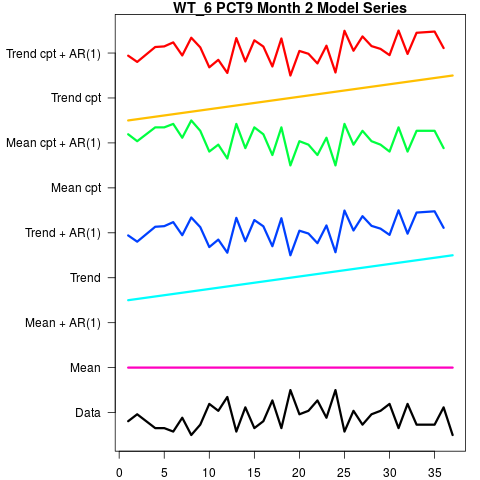 WT_6 PCT9 Month 2 Model Series
Trend cpt + AR(1)
Trend cpt
Mean cpt + AR(1)
Mean cpt
Trend + AR(1)
Trend
Mean + AR(1)
Mean
Data
0 5 10 15 20 25 30 35